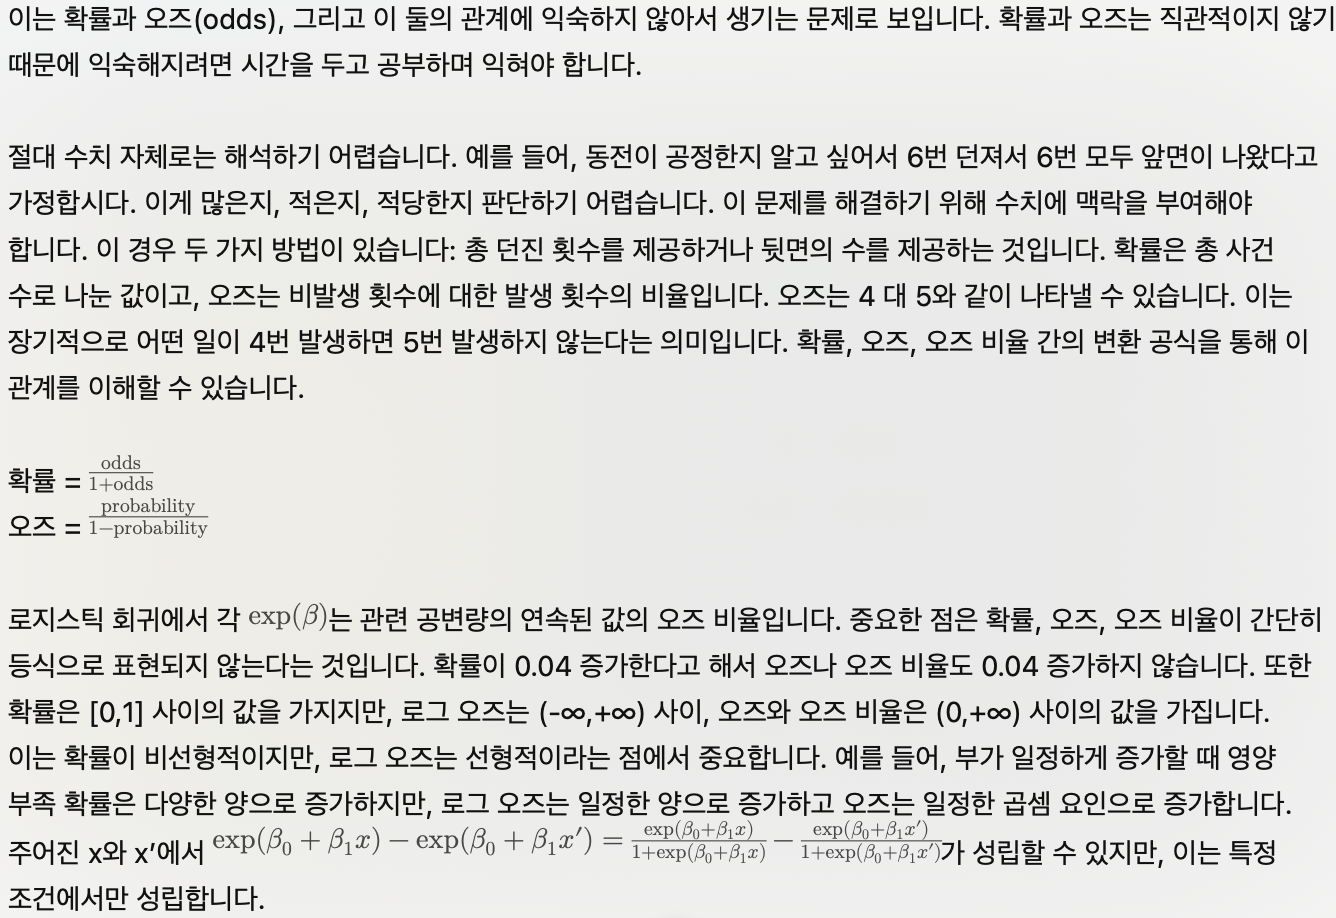 이는 확률과 오즈(odds), 그리고 이 둘의 관계에 익숙하지 않아서 생기는 문제로 보입니다. 확률과 오즈는 직관적이지 않기
때문에 익숙해지려면 시간을 두고 공부하며 익혀야 합니다.
절대 수치 자체로는 해석하기 어렵습니다. 예를 들어, 동전이 공정한지 알고 싶어서 6번 던져서 6번 모두 앞면이 나왔다고
가정합시다. 이게 많은지, 적은지, 적당한지 판단하기 어렵습니다. 이 문제를 해결하기 위해 수치에 맥락을 부여해야
합니다. 이 경우 두 가지 방법이 있습니다: 총 던진 횟수를 제공하거나 뒷면의 수를 제공하는 것입니다. 확률은 총 사건
수로 나눈 값이고, 오즈는 비발생 횟수에 대한 발생 횟수의 비율입니다. 오즈는 4 대 5와 같이 나타낼 수 있습니다. 이는
장기적으로 어떤 일이 4번 발생하면 5번 발생하지 않는다는 의미입니다. 확률, 오즈, 오즈 비율 간의 변환 공식을 통해 이
관계를 이해할 수 있습니다.
확률 = \frac{odds}{1+odds}
오즈 = \frac{probability}{1-probability}
로지스틱 회귀에서 각 exp(β)는 관련 공변량의 연속된 값의 오즈 비율입니다. 중요한 점은 확률, 오즈, 오즈 비율이 간단히
등식으로 표현되지 않는다는 것입니다. 확률이 0.04 증가한다고 해서 오즈나 오즈 비율도 0.04 증가하지 않습니다. 또한
확률은 [0,1] 사이의 값을 가지지만, 로그 오즈는 (-∞,+∞) 사이, 오즈와 오즈 비율은 (0,+∞) 사이의 값을 가집니다.
이는 확률이 비선형적이지만, 로그 오즈는 선형적이라는 점에서 중요합니다. 예를 들어, 부가 일정하게 증가할 때 영양
부족 확률은 다양한 양으로 증가하지만, 로그 오즈는 일정한 양으로 증가하고 오즈는 일정한 곱셈 요인으로 증가합니다.
주어진 x와 x′에서 exp(β₀ + β₁x) − exp(β₀ + β₁x′) = \frac{exp(β₀+β₁x)}{1+exp(β₀+β₁x)} − \frac{exp(β₀+β₁x′)}{1+exp(β₀+β₁x′)}가 성립할 수 있지만, 이는 특정
조건에서만 성립합니다.